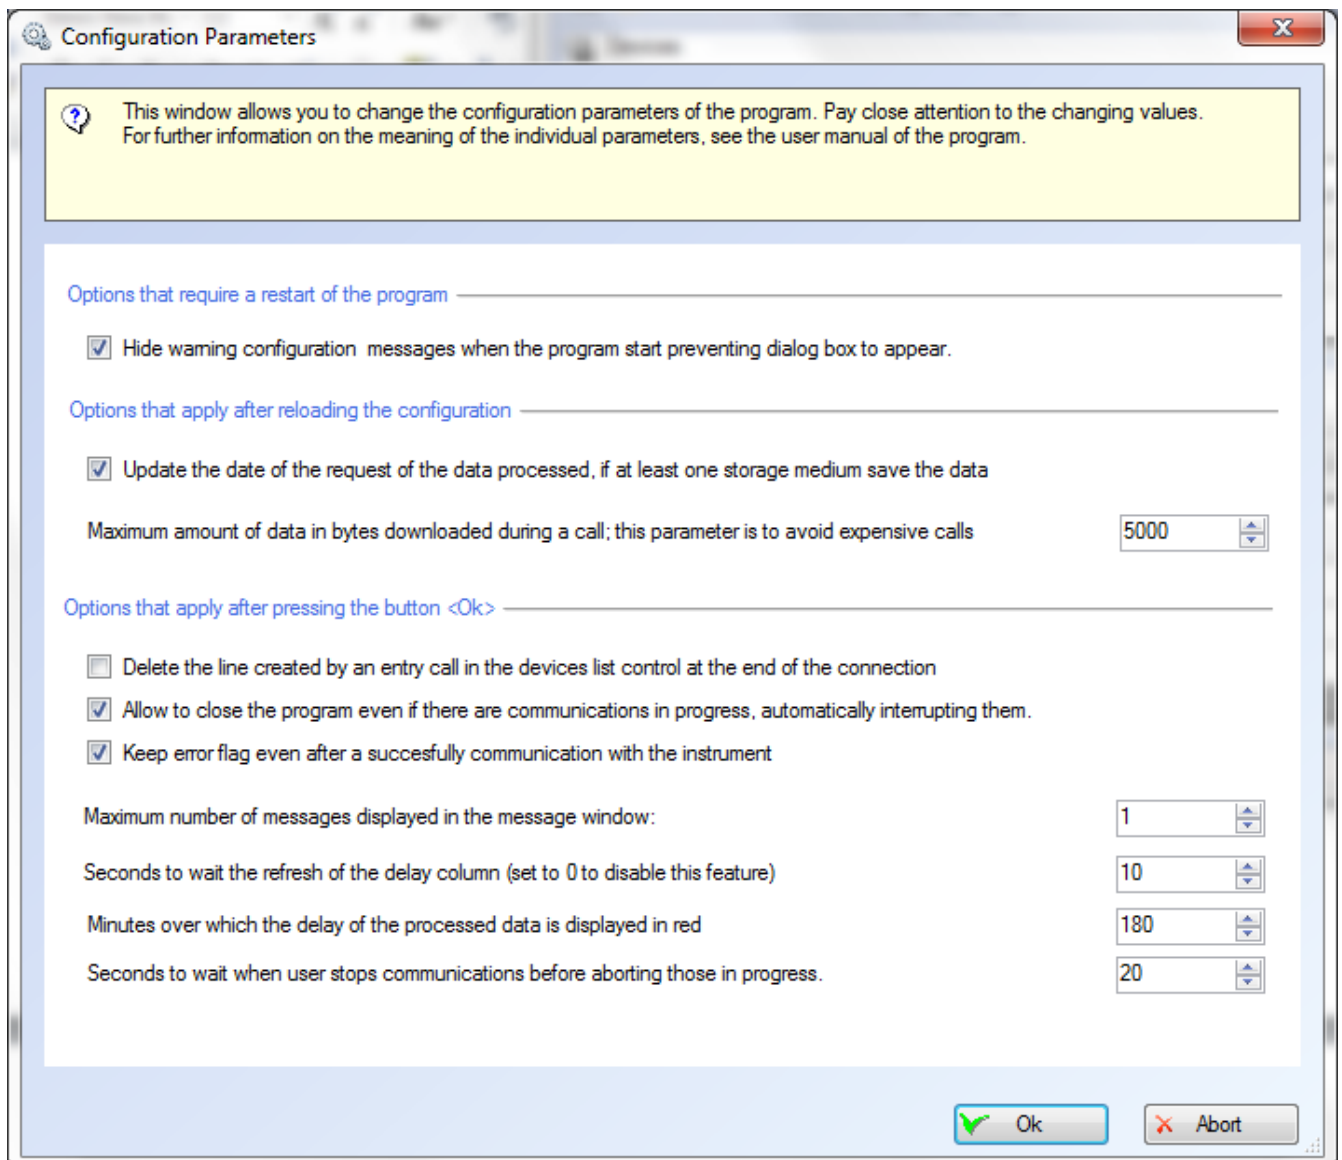 Configuration Parameters
This window allows you to change the configuration parameters of the program. Pay close attention to the changing values.
For further information on the meaning of the individual parameters, see the user manual of the program.
Options that require a restart of the program
Hide warning configuration  messages when the program start preventing dialog box to appear.
Options that apply after reloading the configuration
Update the date of the request of the data processed, if at least one storage medium save the data
Maximum amount of data in bytes downloaded during a call; this parameter is to avoid expensive calls 5000
Options that apply after pressing the button <Ok>
Delete the line created by an entry call in the devices list control at the end of the connection
Allow to close the program even if there are communications in progress, automatically interrupting them.
Keep error flag even after a succesfully communication with the instrument
Maximum number of messages displayed in the message window: 1
Seconds to wait the refresh of the delay column (set to 0 to disable this feature) 10
Minutes over which the delay of the processed data is displayed in red 180
Seconds to wait when user stops communications before aborting those in progress. 20
Ok Abort